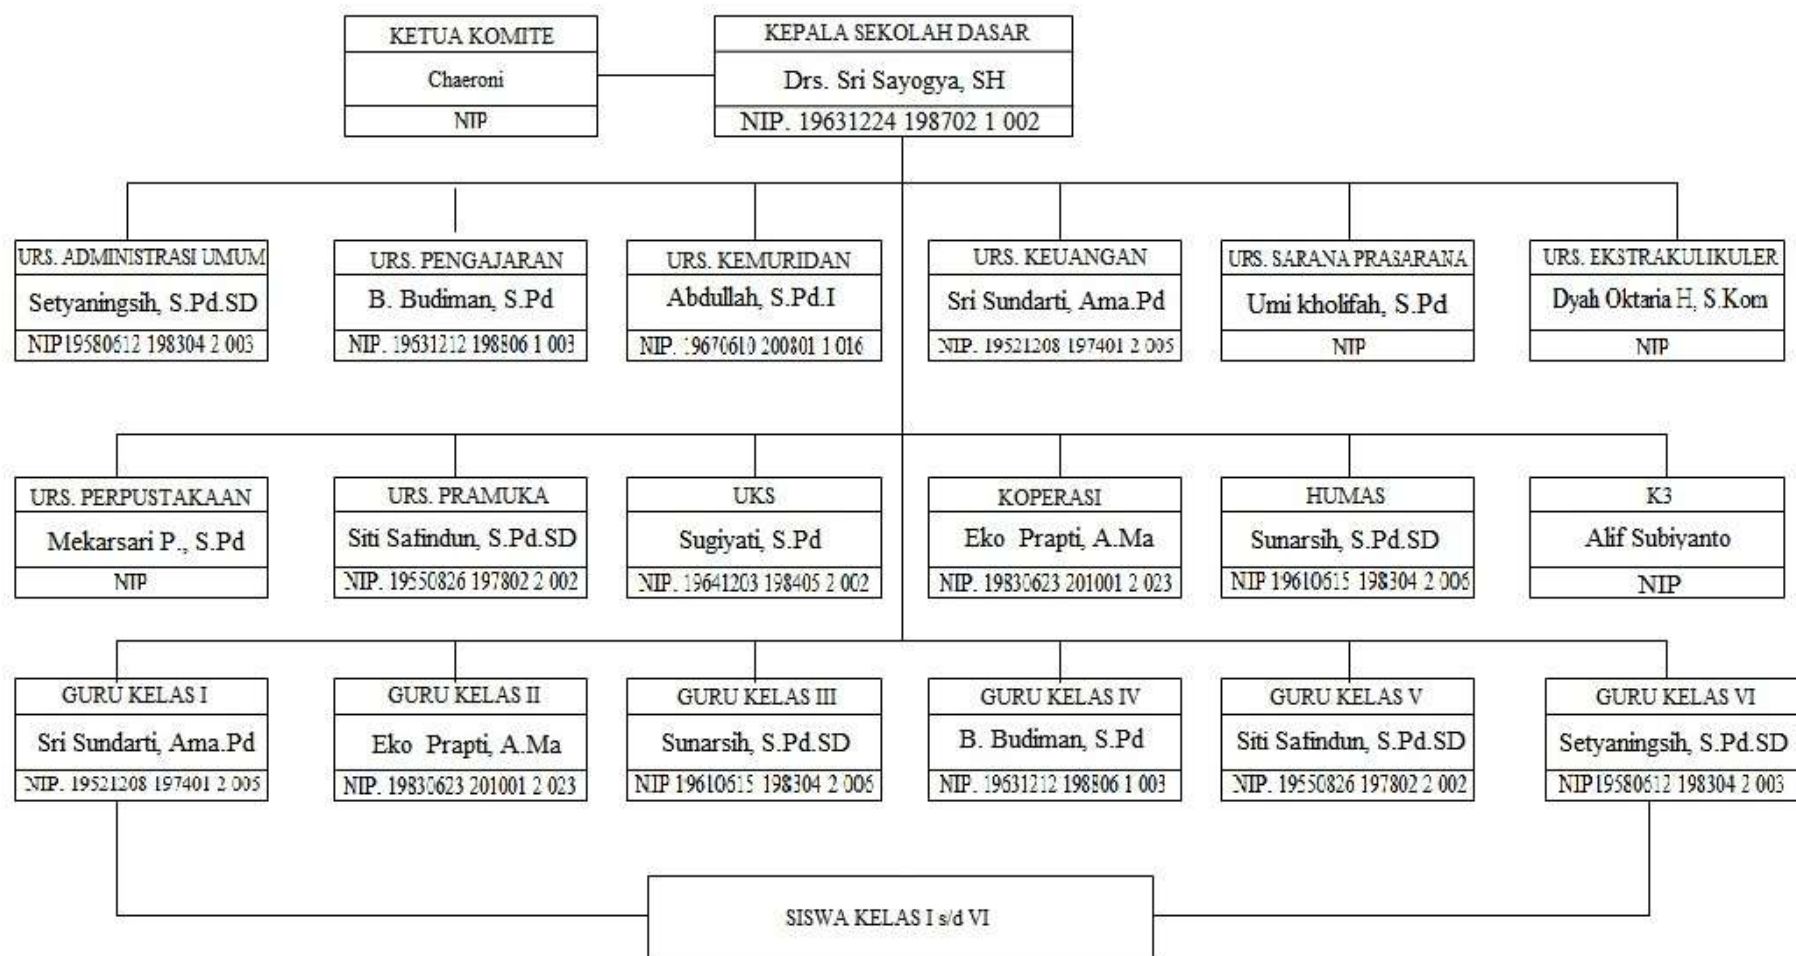 KETUA KOMITE
Chaeroni
NIP
KEPALA SEKOLAH DASAR
Drs. Sri Sayogya, SH
NIP. 19631224 198702 1 002
URS. ADMINISTRASI UMUM
Setyaningsih, S.Pd.SD
NIP19580612 198304 2 003
URS. PENGAJARAN
B. Budiman, S.Pd
NIP. 19631212 198806 1 003
URS. KEMURIDAN
Abdullah, S.Pd.I
NIP. 19670610 200801 1 016
URS. KEUANGAN
Sri Sundarti, Ama.Pd
NIP. 19521208 197401 2 005
URS. SARANA PRASARANA
Umi kholifah, S.Pd
NIP
URS. EKSTRAKULIKULER
Dyah Oktaria H, S.Kom
NIP
URS. PERPUSTAKAAN
Mekarsari P., S.Pd
NIP
URS. PRAMUKA
Siti Safindun, S.Pd.SD
NIP. 19550826 197802 2 002
UKS
Sugiyati, S.Pd
NIP. 19641203 198405 2 002
KOPERASI
Eko Prapti, A.Ma
NIP. 19830623 201001 2 023
HUMAS
Sunarsih, S.Pd.SD
NIP 19610615 198304 2 006
K3
Alif Subiyanto
NIP
GURU KELAS I
Sri Sundarti, Ama.Pd
NIP. 19521208 197401 2 005
GURU KELAS II
Eko Prapti, A.Ma
NIP. 19830623 201001 2 023
GURU KELAS III
Sunarsih, S.Pd.SD
NIP 19610615 198304 2 006
GURU KELAS IV
B. Budiman, S.Pd
NIP. 19631212 198806 1 003
GURU KELAS V
Siti Safindun, S.Pd.SD
NIP. 19550826 197802 2 002
GURU KELAS VI
Setyaningsih, S.Pd.SD
NIP19580612 198304 2 003
SISWA KELAS I s/d VI